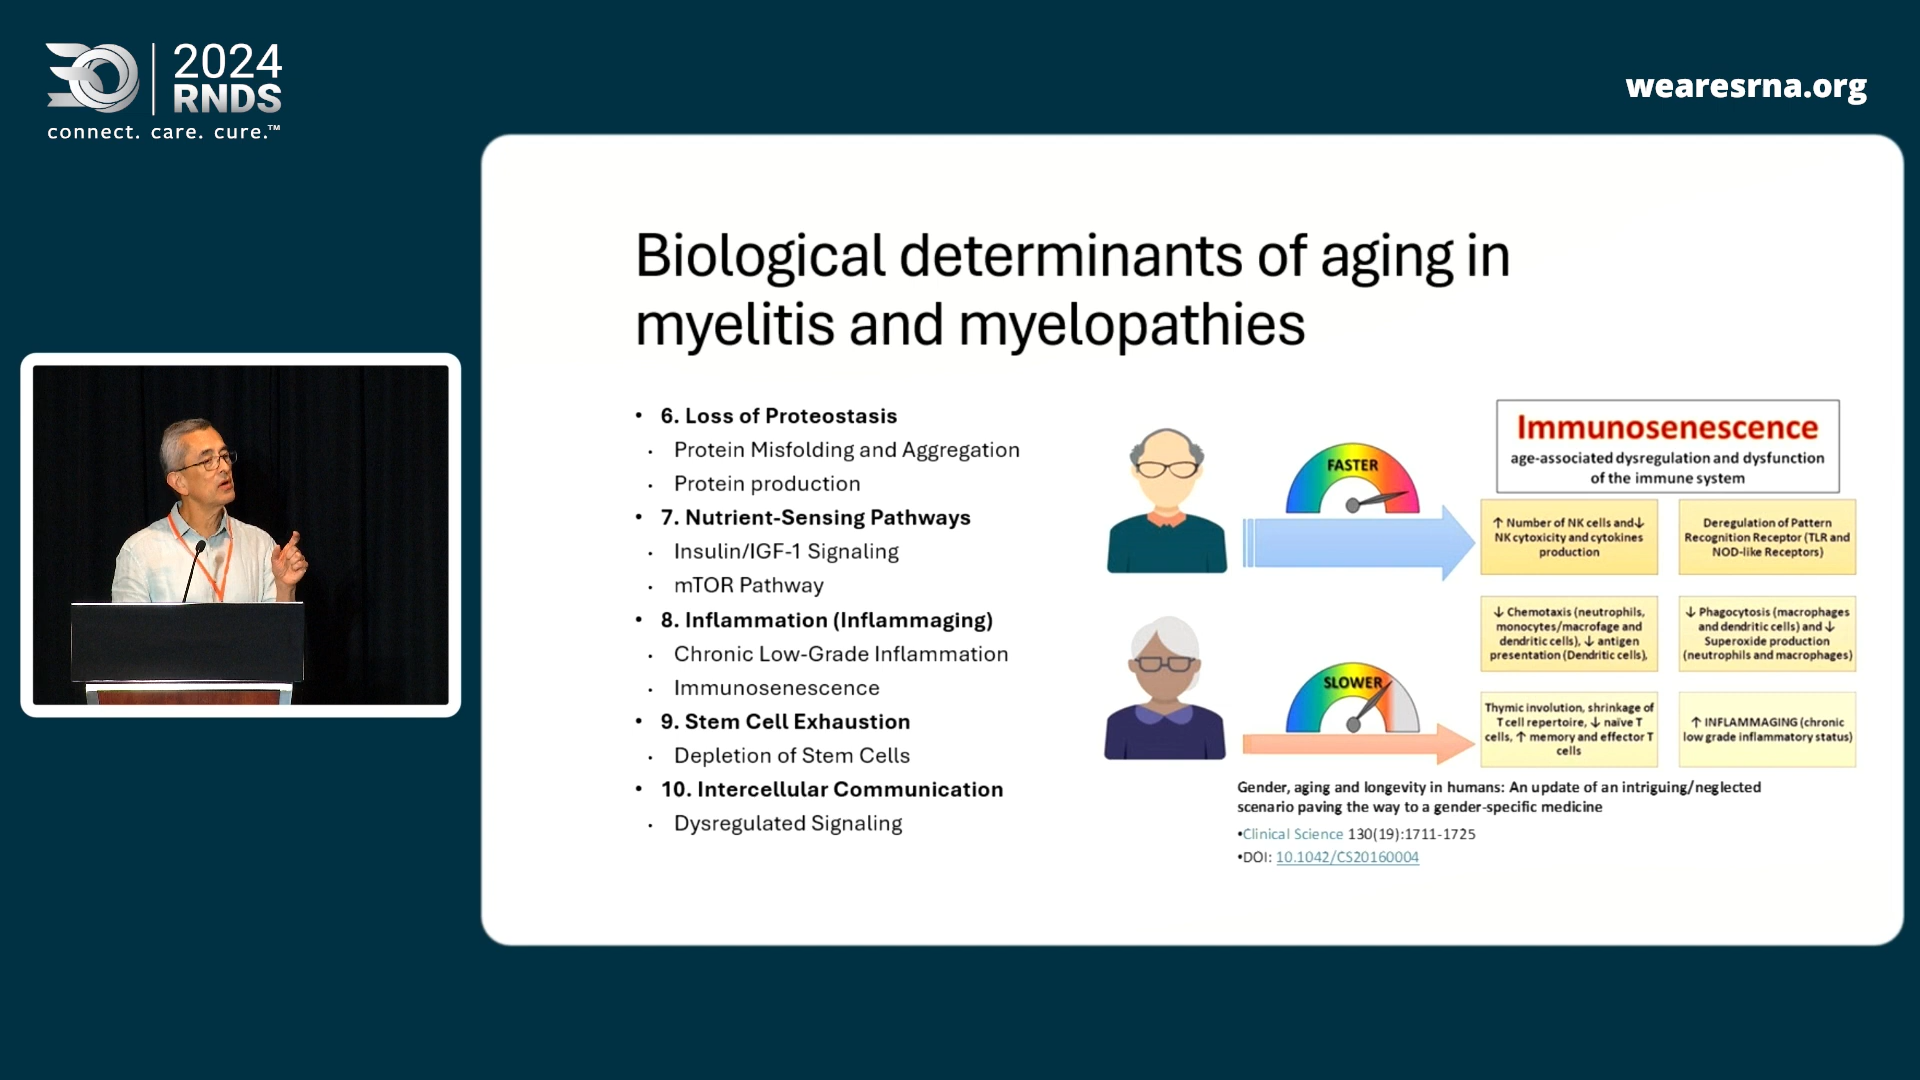 2024
RNDS
connect. care. cure.™
wearesrna.org
Biological determinants of aging in
myelitis and myelopathies
• 6. Loss of Proteostasis
• Protein Misfolding and Aggregation
• Protein production
• 7. Nutrient-Sensing Pathways
• Insulin/IGF-1 Signaling
• mTOR Pathway
• 8. Inflammation (Inflammaging)
• Chronic Low-Grade Inflammation
• Immunosenescence
• 9. Stem Cell Exhaustion
• Depletion of Stem Cells
• 10. Intercellular Communication
• Dysregulated Signaling
FASTER
SLOWER
Immunosenescence
age-associated dysregulation and dysfunction
of the immune system
↑ Number of NK cells and↓
NK cytoxicity and cytokines
production
Deregulation of Pattern
Recognition Receptor (TLR and
NOD-like Receptors)
↓ Chemotaxis (neutrophils,
monocytes/macrofage and
dendritic cells), ↓ antigen
presentation (Dendritic cells),
↓ Phagocytosis (macrophages
and dendritic cells) and ↓
Superoxide production
(neutrophils and macrophages)
Thymic involution, shrinkage of
T cell repertoire, ↓ naïve T
cells, ↑ memory and effector T
cells
↑ INFLAMMAGING (chronic
low grade inflammatory status)
Gender, aging and longevity in humans: An update of an intriguing/neglected
scenario paving the way to a gender-specific medicine
•Clinical Science 130(19):1711-1725
•DOI: 10.1042/CS20160004